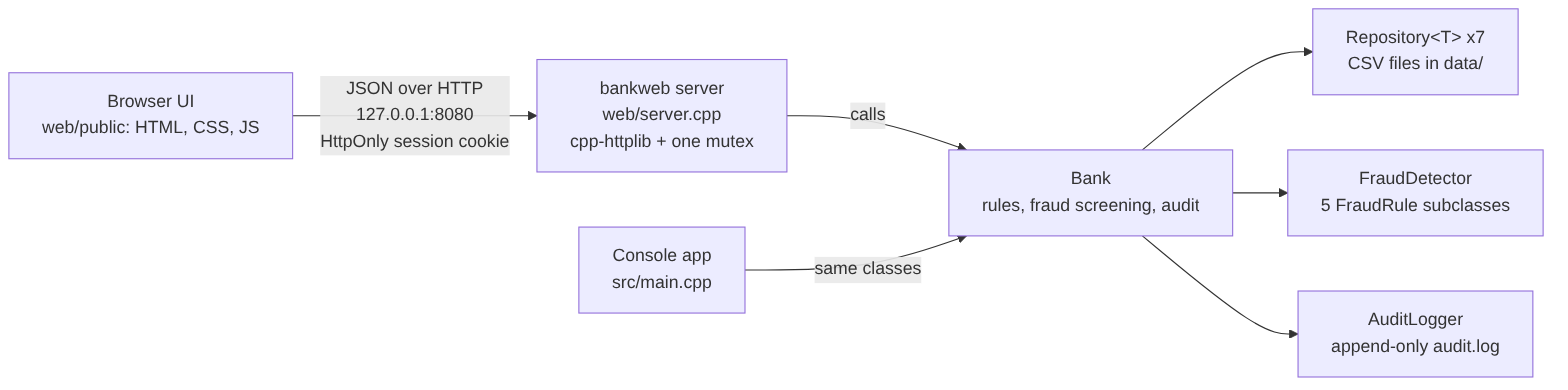 Browser UI
web/public: HTML, CSS, JS
JSON over HTTP
127.0.0.1:8080
HttpOnly session cookie
bankweb server
web/server.cpp
cpp-httplib + one mutex
calls
Console app
src/main.cpp
same classes
Bank
rules, fraud screening, audit
Repository<T> x7
CSV files in data/
FraudDetector
5 FraudRule subclasses
AuditLogger
append-only audit.log